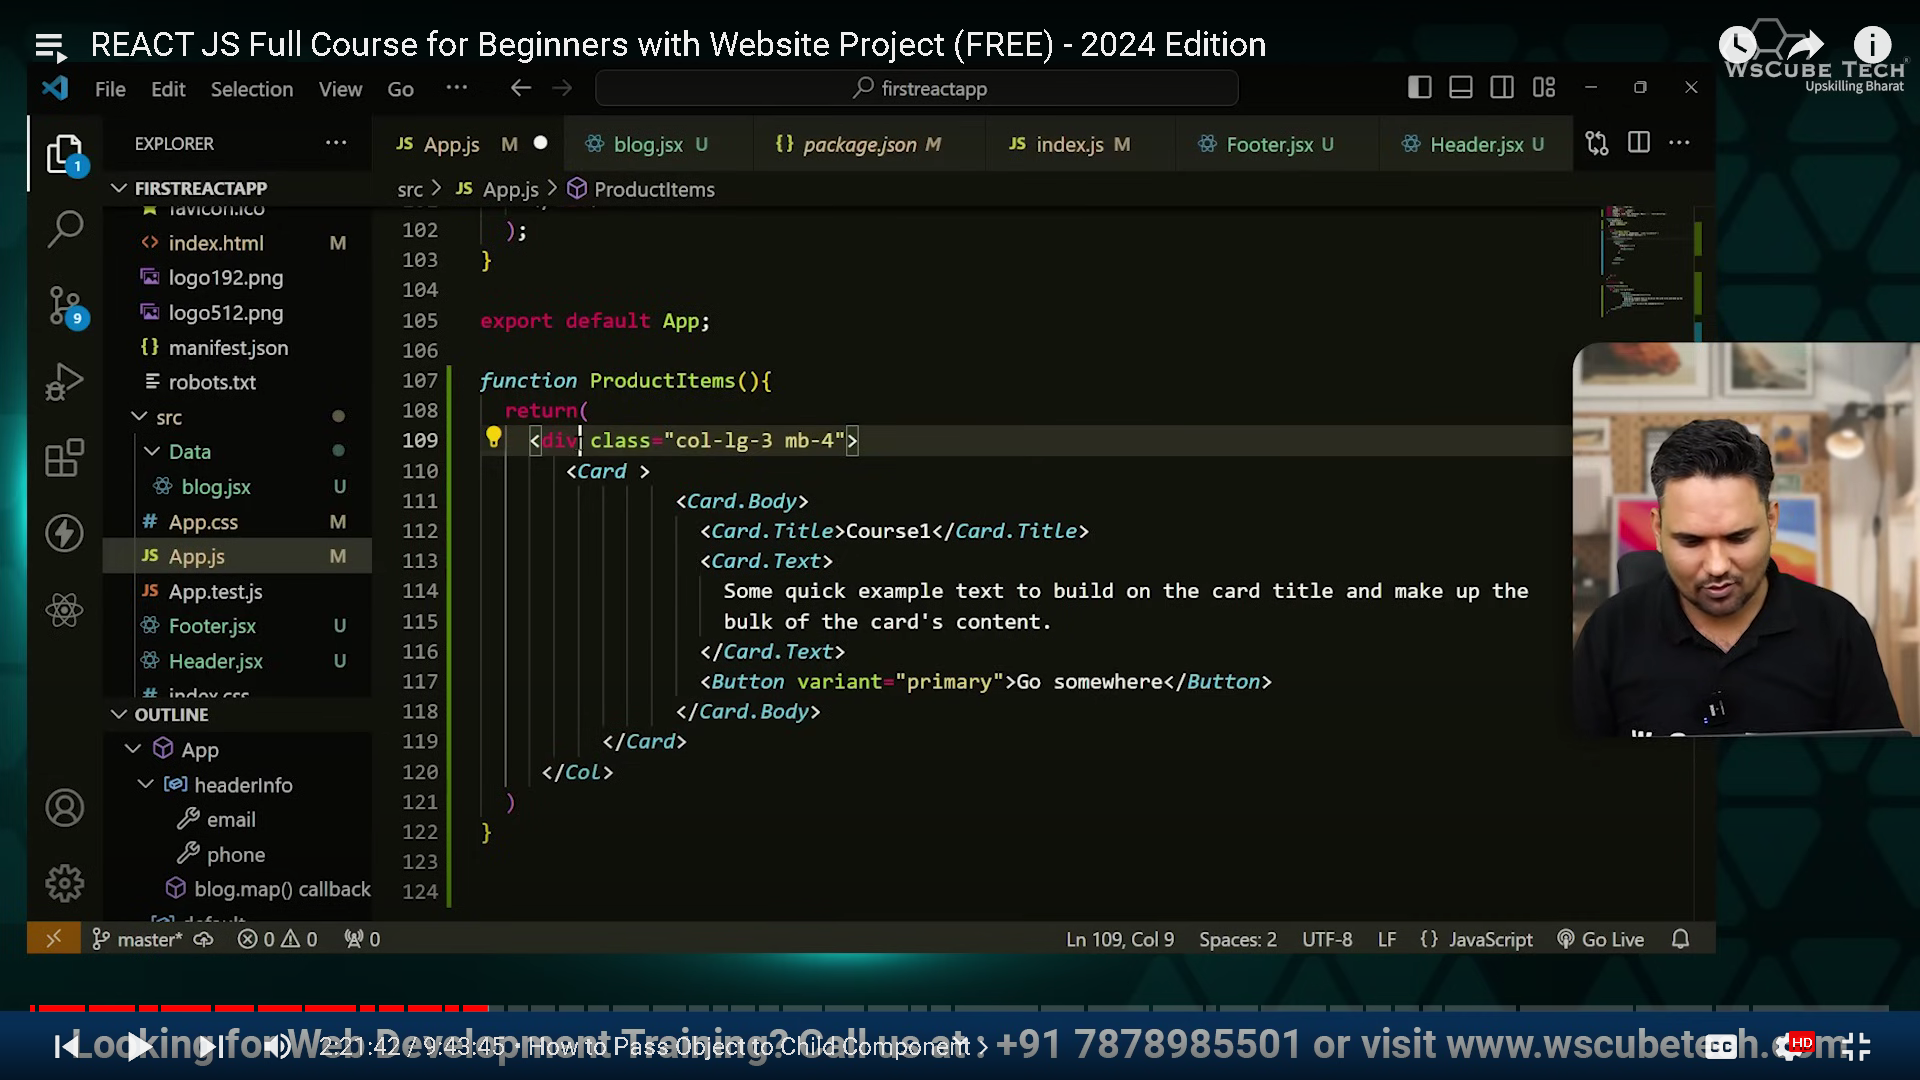 REACT JS Full Course for Beginners with Website Project (FREE) - 2024 Edition
WsCUBE TECH
Upskilling Bharat
File Edit Selection View Go ··· firstreactapp
EXPLORER ···
JS App.js M
blog.jsx U
{} package.json M
JS index.js M
Footer.jsx U
Header.jsx U
1
FIRSTREACTAPP
src > JS App.js > ProductItems
favicon.ico
<> index.html M
logo192.png
9
logo512.png
{} manifest.json
robots.txt
src
Data
blog.jsx U
# App.css M
JS App.js M
JS App.test.js
Footer.jsx U
Header.jsx U
# index.css
OUTLINE
App
headerInfo
email
phone
blog.map() callback
default
102 );
103 }
104
105 export default App;
106
107 function ProductItems(){
108 return(
109 <div class="col-lg-3 mb-4">
110 <Card >
111 <Card.Body>
112 <Card.Title>Course1</Card.Title>
113 <Card.Text>
114 Some quick example text to build on the card title and make up the
115 bulk of the card's content.
116 </Card.Text>
117 <Button variant="primary">Go somewhere</Button>
118 </Card.Body>
119 </Card>
120 </Col>
121 )
122 }
123
124
master* 0 0 0 Ln 109, Col 9 Spaces: 2 UTF-8 LF {} JavaScript Go Live
Looking for Web Development Training? Call us at : +91 7878985501 or visit www.wscubetech.com
2:21:42 / 9:43:45 • How to Pass Object to Child Component >
CC HD